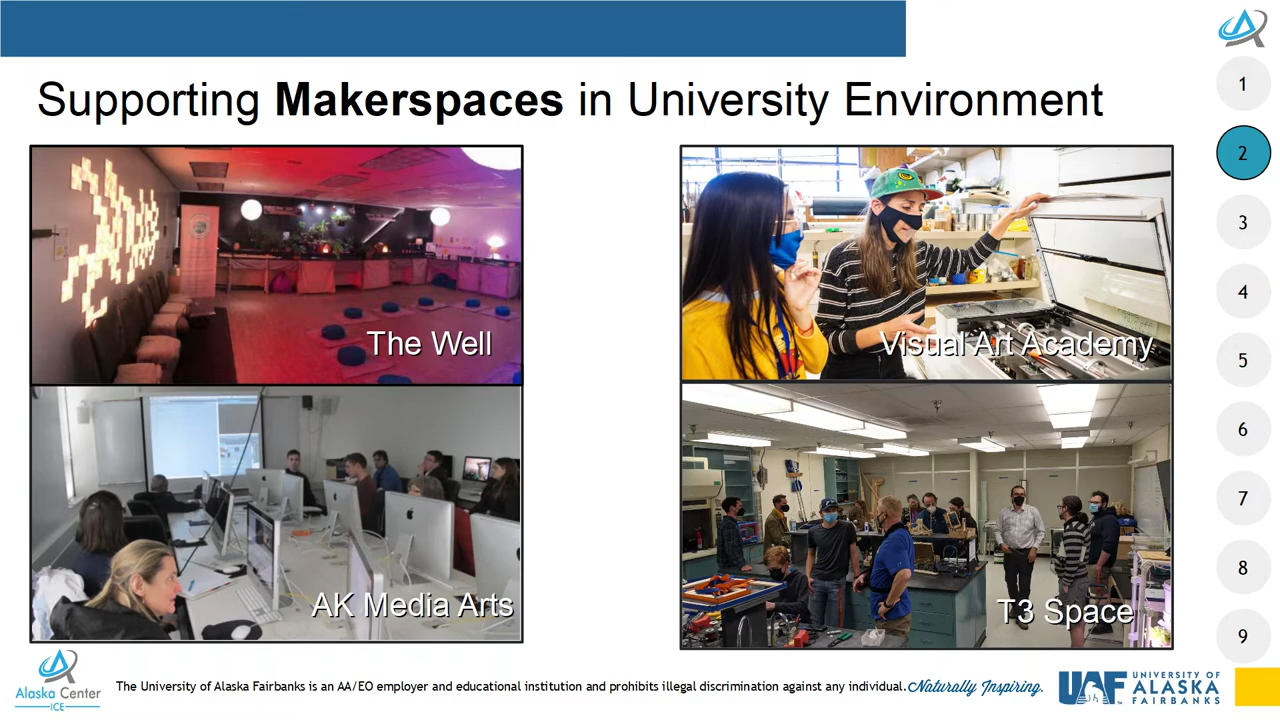 Supporting Makerspaces in University Environment
The Well
Visual Art Academy
AK Media Arts
T3 Space
1
2
3
4
5
6
7
8
9
Alaska Center
ICE
The University of Alaska Fairbanks is an AA/EO employer and educational institution and prohibits illegal discrimination against any individual.
Naturally Inspiring.
UAF
UNIVERSITY OF
ALASKA
FAIRBANKS